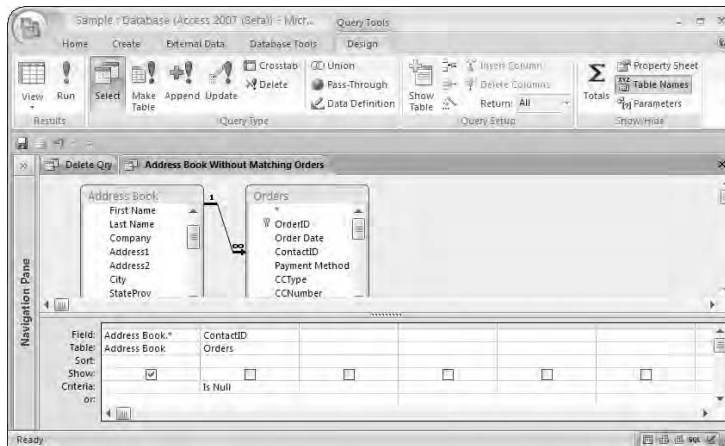 Sample : Database (Access 2007 (Beta)) - Micr...
Query Tools
Home Create External Data Database Tools Design
View
Run
Select
Make Table
Append
Update
Crosstab
Delete
Union
Pass-Through
Data Definition
Show Table
Insert Column
Delete Columns
Return: All
Totals
Property Sheet
Table Names
Parameters
Results Query Type Query Setup Show/Hide
Delete Qry Address Book Without Matching Orders
Navigation Pane
Address Book
First Name
Last Name
Company
Address1
Address2
City
StateProv
1
∞
Orders
*
OrderID
Order Date
ContactID
Payment Method
CCType
CCNumber
Field: Address Book.* ContactID
Table: Address Book Orders
Sort:
Show:
Criteria: Is Null
or:
Ready
SQL